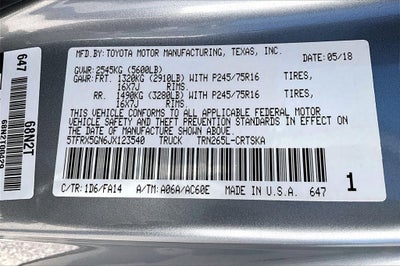 MFD.BY:TOYOTA MOTOR MANUFACTURING, TEXAS, INC.
GVWR:2545KG (5600LB) 05/18
GAWR:FRT. 1320KG (2910LB) WITH P245/75R16 TIRES,
16X7J
RR. 1490KG (3280LB) WITH P245/75R16 TIRES,
16X7J
THIS VEHICLE CONFORMS TO ALL APPLICABLE FEDERAL MOTOR
VEHICLE SAFETY AND THEFT PREVENTION STANDARDS IN EFFECT ON
THE DATE OF MANUFACTURE SHOWN ABOVE.
5TFRX5GN6JX123540 TRUCK TRN265L-CRTSKA
C/TR:1D6/FA14 A/TM:A06A/AC60E MADE IN U.S.A. 647 1
647
68N2T